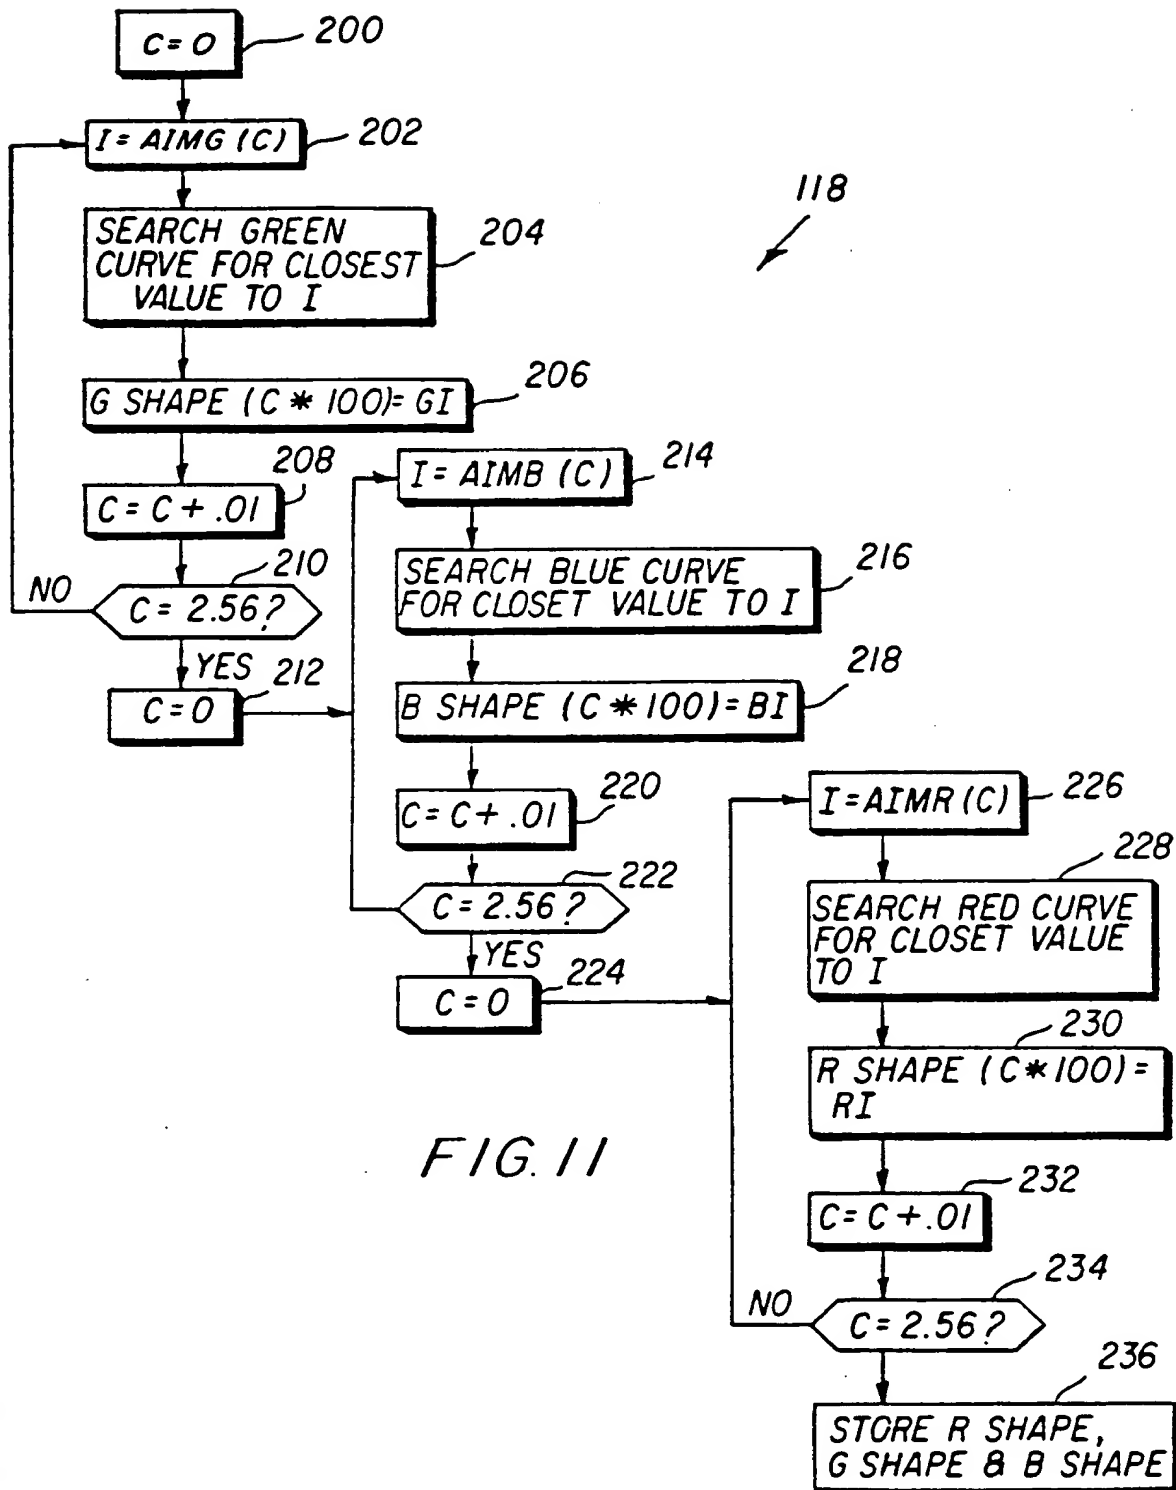 C = 0
200
I = AIMG (C)
202
118
SEARCH GREEN
CURVE FOR CLOSEST
VALUE TO I
204
G SHAPE (C * 100) = GI
206
C = C + .01
208
C = 2.56?
210
NO
YES
C = 0
212
I = AIMB (C)
214
SEARCH BLUE CURVE
FOR CLOSET VALUE TO I
216
B SHAPE (C * 100) = BI
218
C = C + .01
220
C = 2.56?
222
YES
C = 0
224
I = AIMR (C)
226
SEARCH RED CURVE
FOR CLOSET VALUE
TO I
228
R SHAPE (C * 100) =
RI
230
C = C + .01
232
C = 2.56?
234
NO
STORE R SHAPE,
G SHAPE & B SHAPE
236
FIG. 11